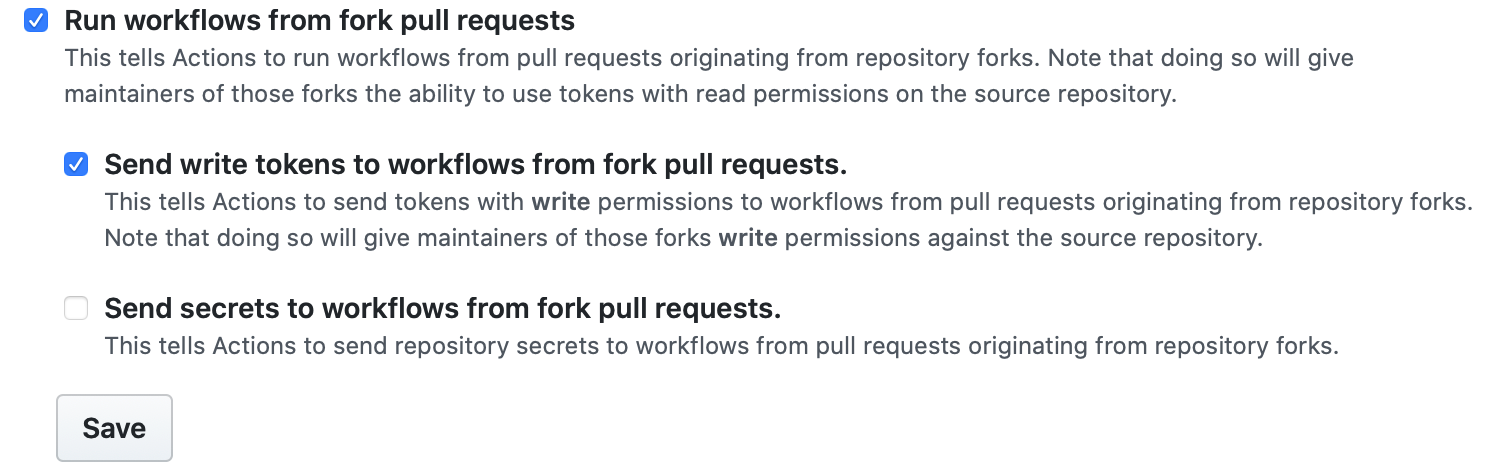 Run workflows from fork pull requests
This tells Actions to run workflows from pull requests originating from repository forks. Note that doing so will give
maintainers of those forks the ability to use tokens with read permissions on the source repository.
Send write tokens to workflows from fork pull requests.
This tells Actions to send tokens with write permissions to workflows from pull requests originating from repository forks.
Note that doing so will give maintainers of those forks write permissions against the source repository.
Send secrets to workflows from fork pull requests.
This tells Actions to send repository secrets to workflows from pull requests originating from repository forks.
Save